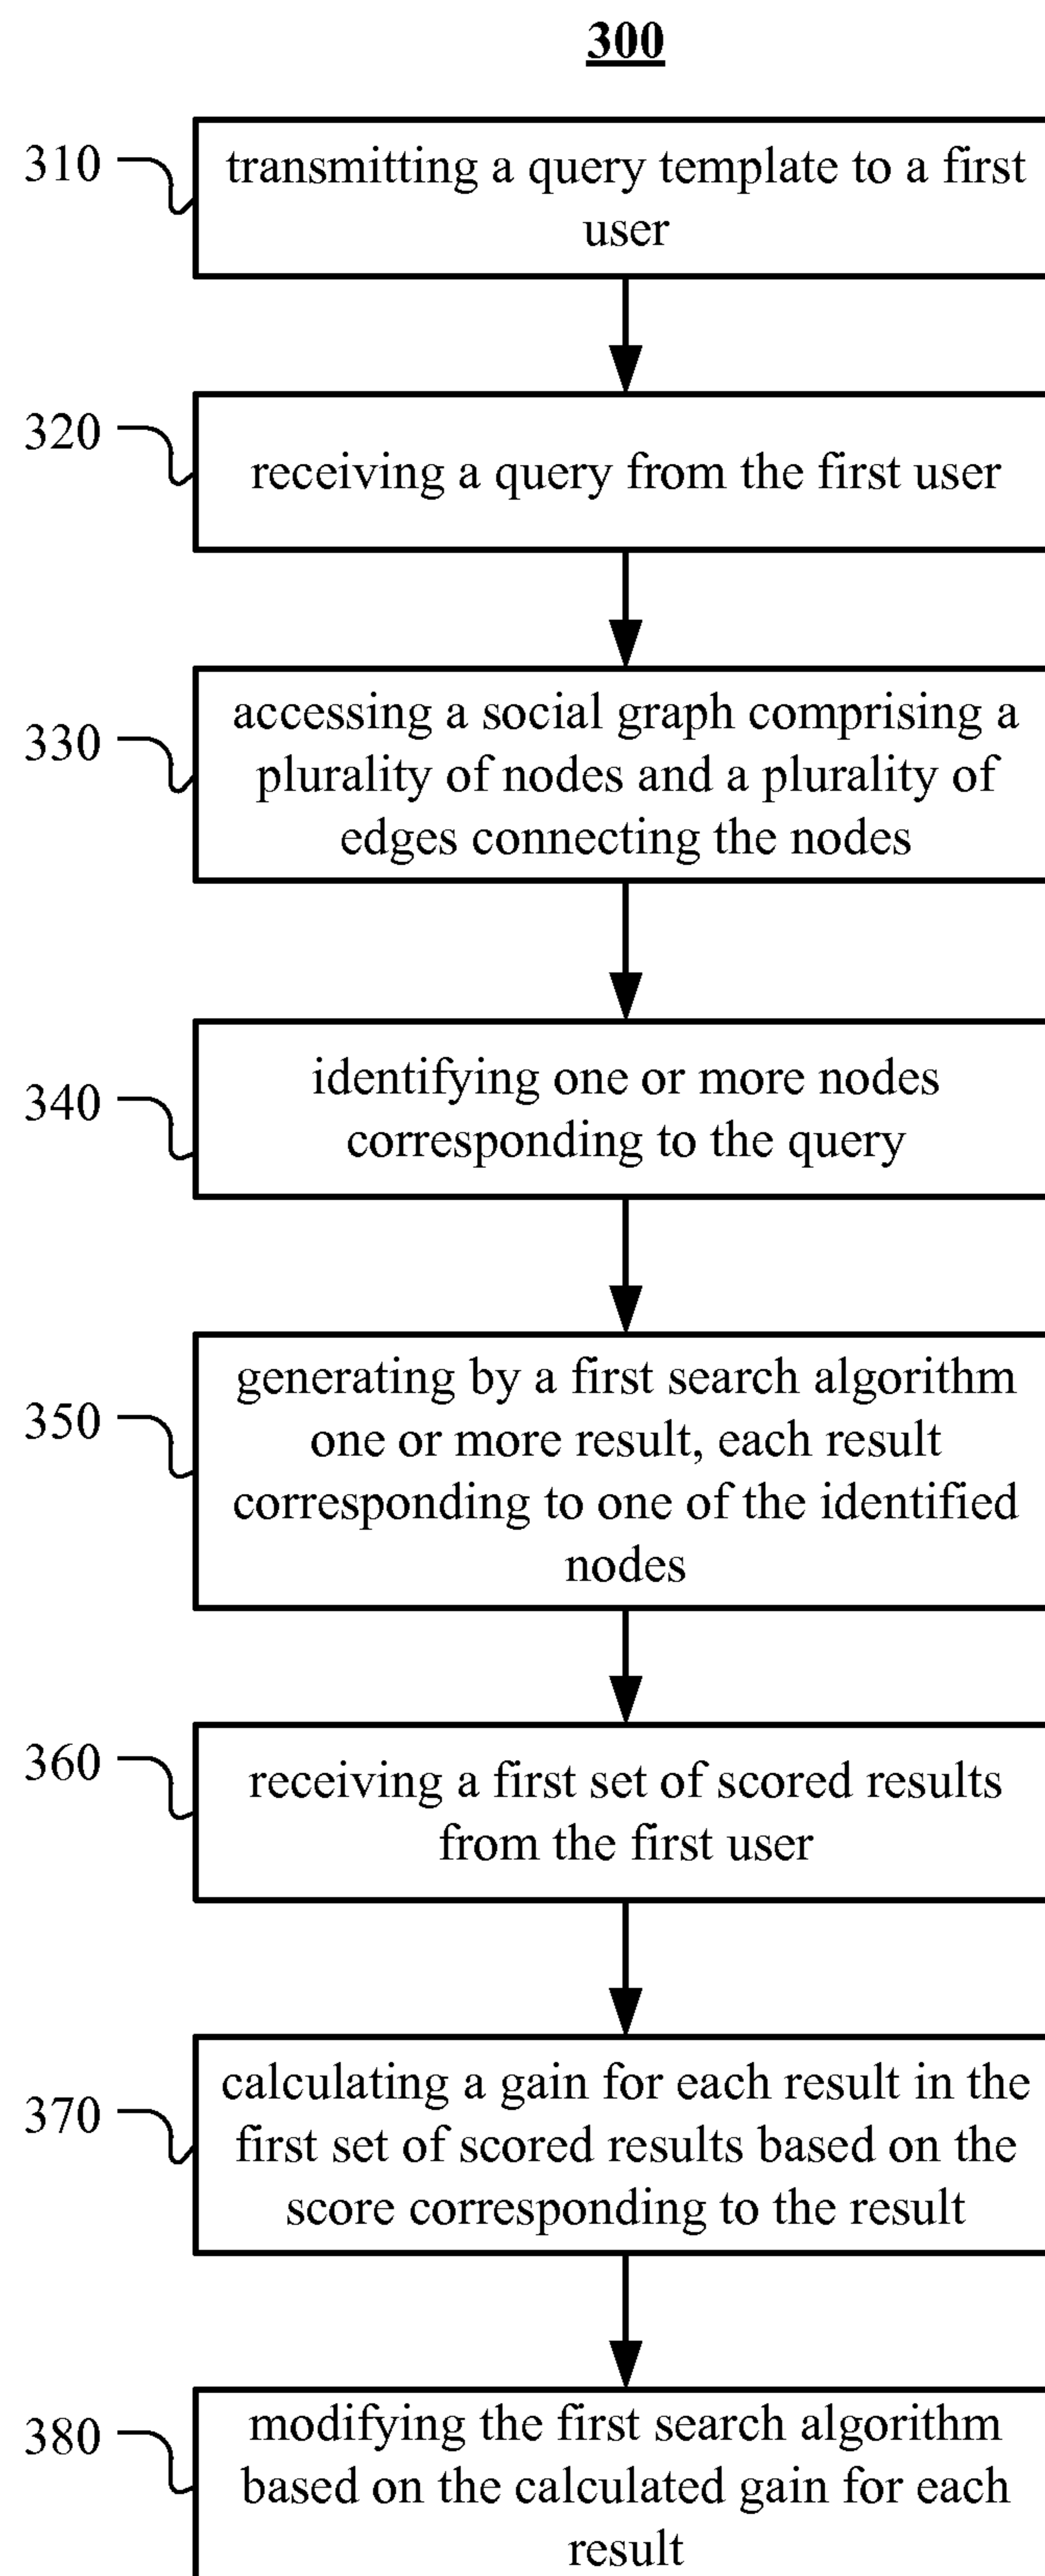 300
310
transmitting a query template to a first
user
320
receiving a query from the first user
330
accessing a social graph comprising a
plurality of nodes and a plurality of
edges connecting the nodes
340
identifying one or more nodes
corresponding to the query
350
generating by a first search algorithm
one or more result, each result
corresponding to one of the identified
nodes
360
receiving a first set of scored results
from the first user
370
calculating a gain for each result in the
first set of scored results based on the
score corresponding to the result
380
modifying the first search algorithm
based on the calculated gain for each
result